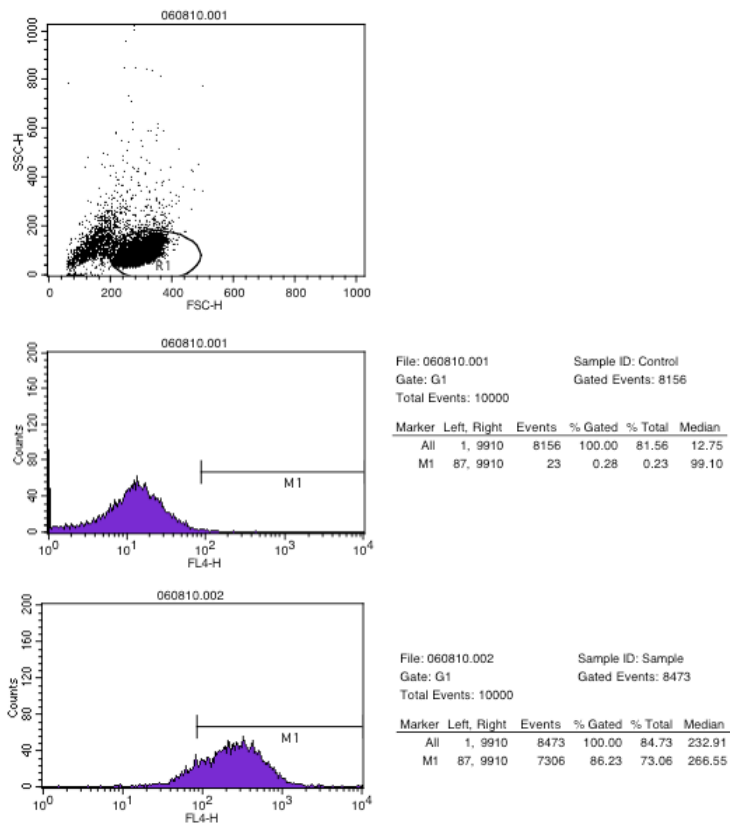 060810.001
1000
800
600
400
200
0
SSC-H
R1
0 200 400 600 800 1000
FSC-H
060810.001
200
160
120
80
40
0
Counts
M1
10^0 10^1 10^2 10^3 10^4
FL4-H
File: 060810.001 Sample ID: Control
Gate: G1 Gated Events: 8156
Total Events: 10000
Marker Left, Right Events % Gated % Total Median
All 1, 9910 8156 100.00 81.56 12.75
M1 87, 9910 23 0.28 0.23 99.10
060810.002
200
160
120
80
40
0
Counts
M1
10^0 10^1 10^2 10^3 10^4
FL4-H
File: 060810.002 Sample ID: Sample
Gate: G1 Gated Events: 8473
Total Events: 10000
Marker Left, Right Events % Gated % Total Median
All 1, 9910 8473 100.00 84.73 232.91
M1 87, 9910 7306 86.23 73.06 266.55